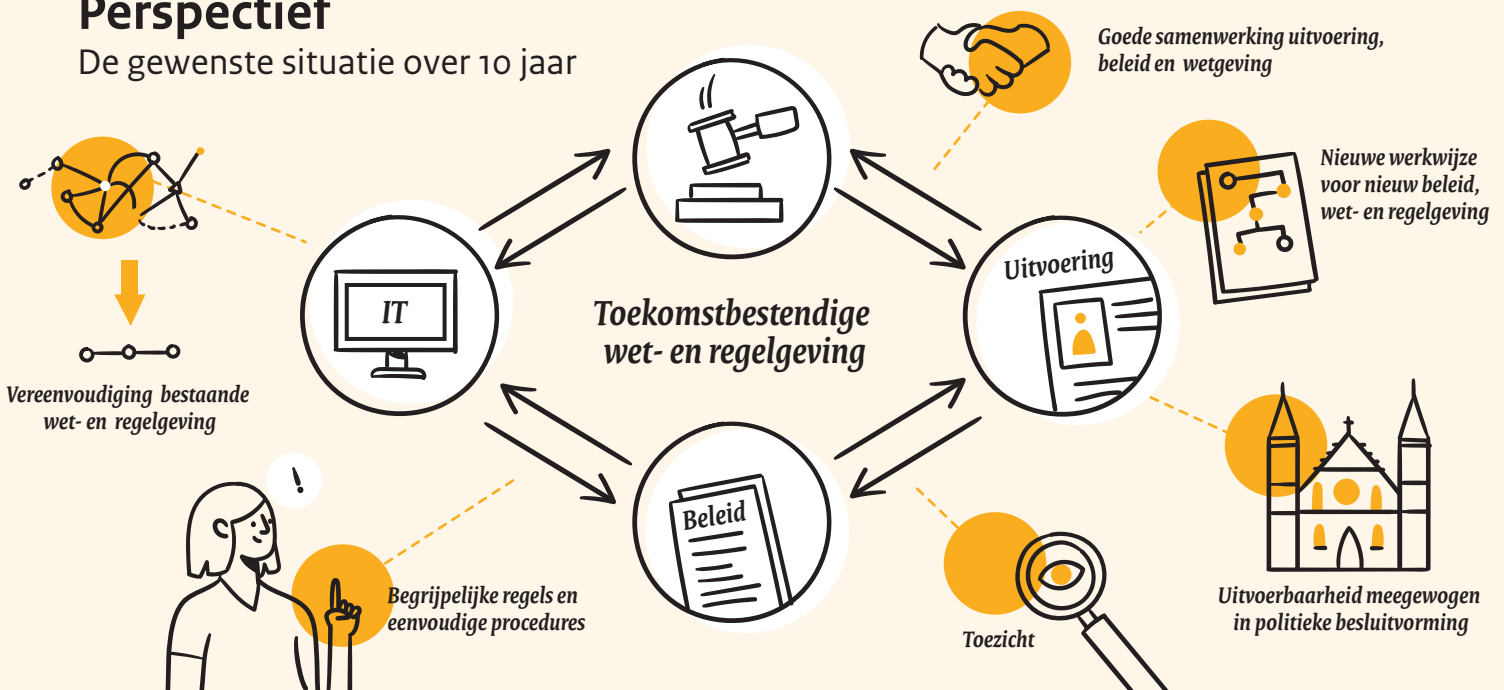 Perspectief
De gewenste situatie over 10 jaar
Goede samenwerking uitvoering,
beleid en wetgeving
Nieuwe werkwijze
voor nieuw beleid,
wet- en regelgeving
Uitvoering
IT
Toekomstbestendige
wet- en regelgeving
Vereenvoudiging bestaande
wet- en regelgeving
!
Beleid
Begrijpelijke regels en
eenvoudige procedures
Toezicht
Uitvoerbaarheid meegewogen
in politieke besluitvorming